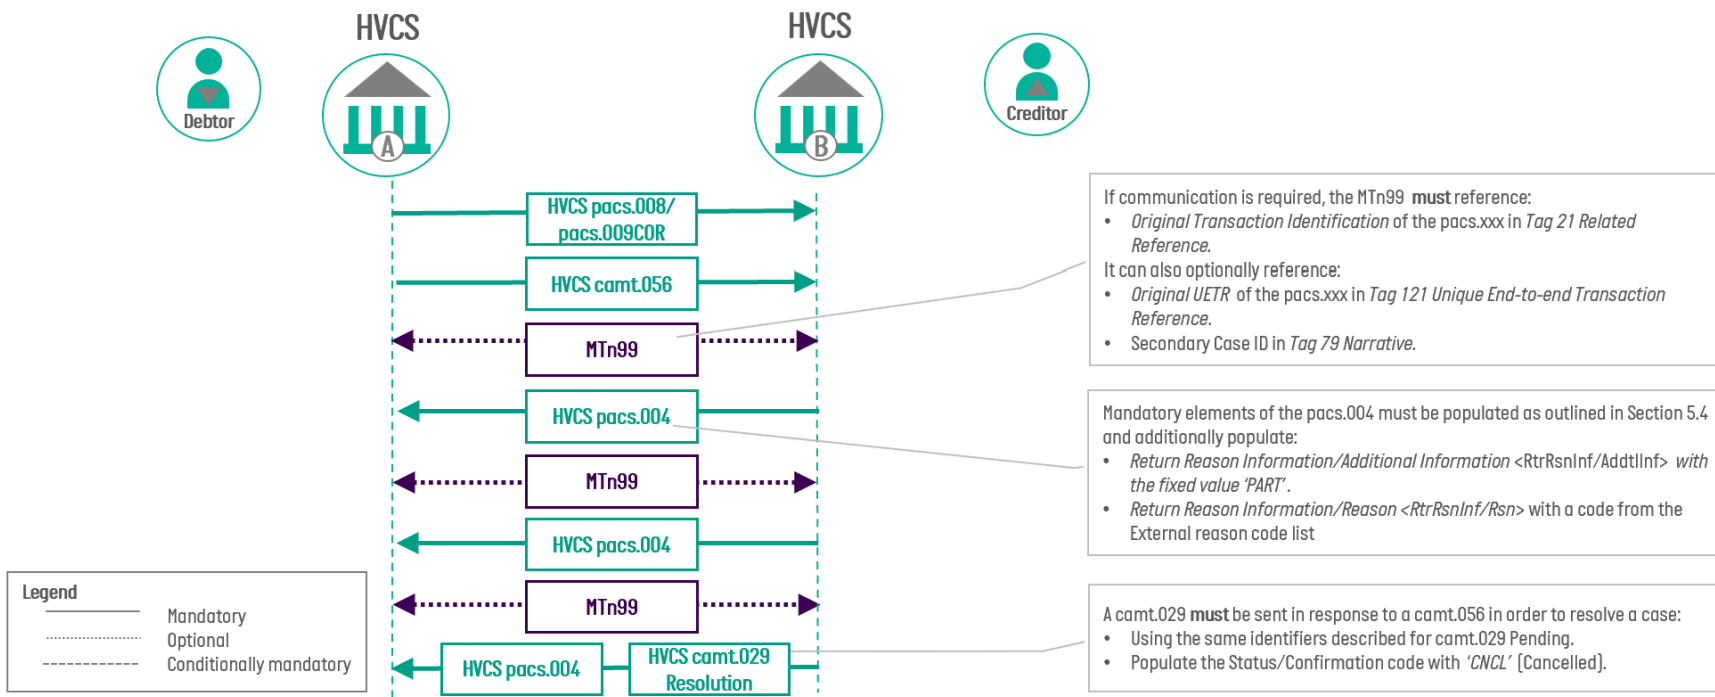 HVCS
HVCS
Debtor
A
B
Creditor
HVCS pacs.008/
pacs.009COR
HVCS camt.056
MTn99
HVCS pacs.004
MTn99
HVCS pacs.004
MTn99
HVCS pacs.004
HVCS camt.029
Resolution
If communication is required, the MTn99 must reference:
• Original Transaction Identification of the pacs.xxx in Tag 21 Related
Reference.
It can also optionally reference:
• Original UETR of the pacs.xxx in Tag 121 Unique End-to-end Transaction
Reference.
• Secondary Case ID in Tag 79 Narrative.
Mandatory elements of the pacs.004 must be populated as outlined in Section 5.4
and additionally populate:
• Return Reason Information/Additional Information <RtrRsnInf/AddtlInf> with
the fixed value ‘PART’.
• Return Reason Information/Reason <RtrRsnInf/Rsn> with a code from the
External reason code list
A camt.029 must be sent in response to a camt.056 in order to resolve a case:
• Using the same identifiers described for camt.029 Pending.
• Populate the Status/Confirmation code with ‘CNCL’ (Cancelled).
Legend
Mandatory
Optional
Conditionally mandatory